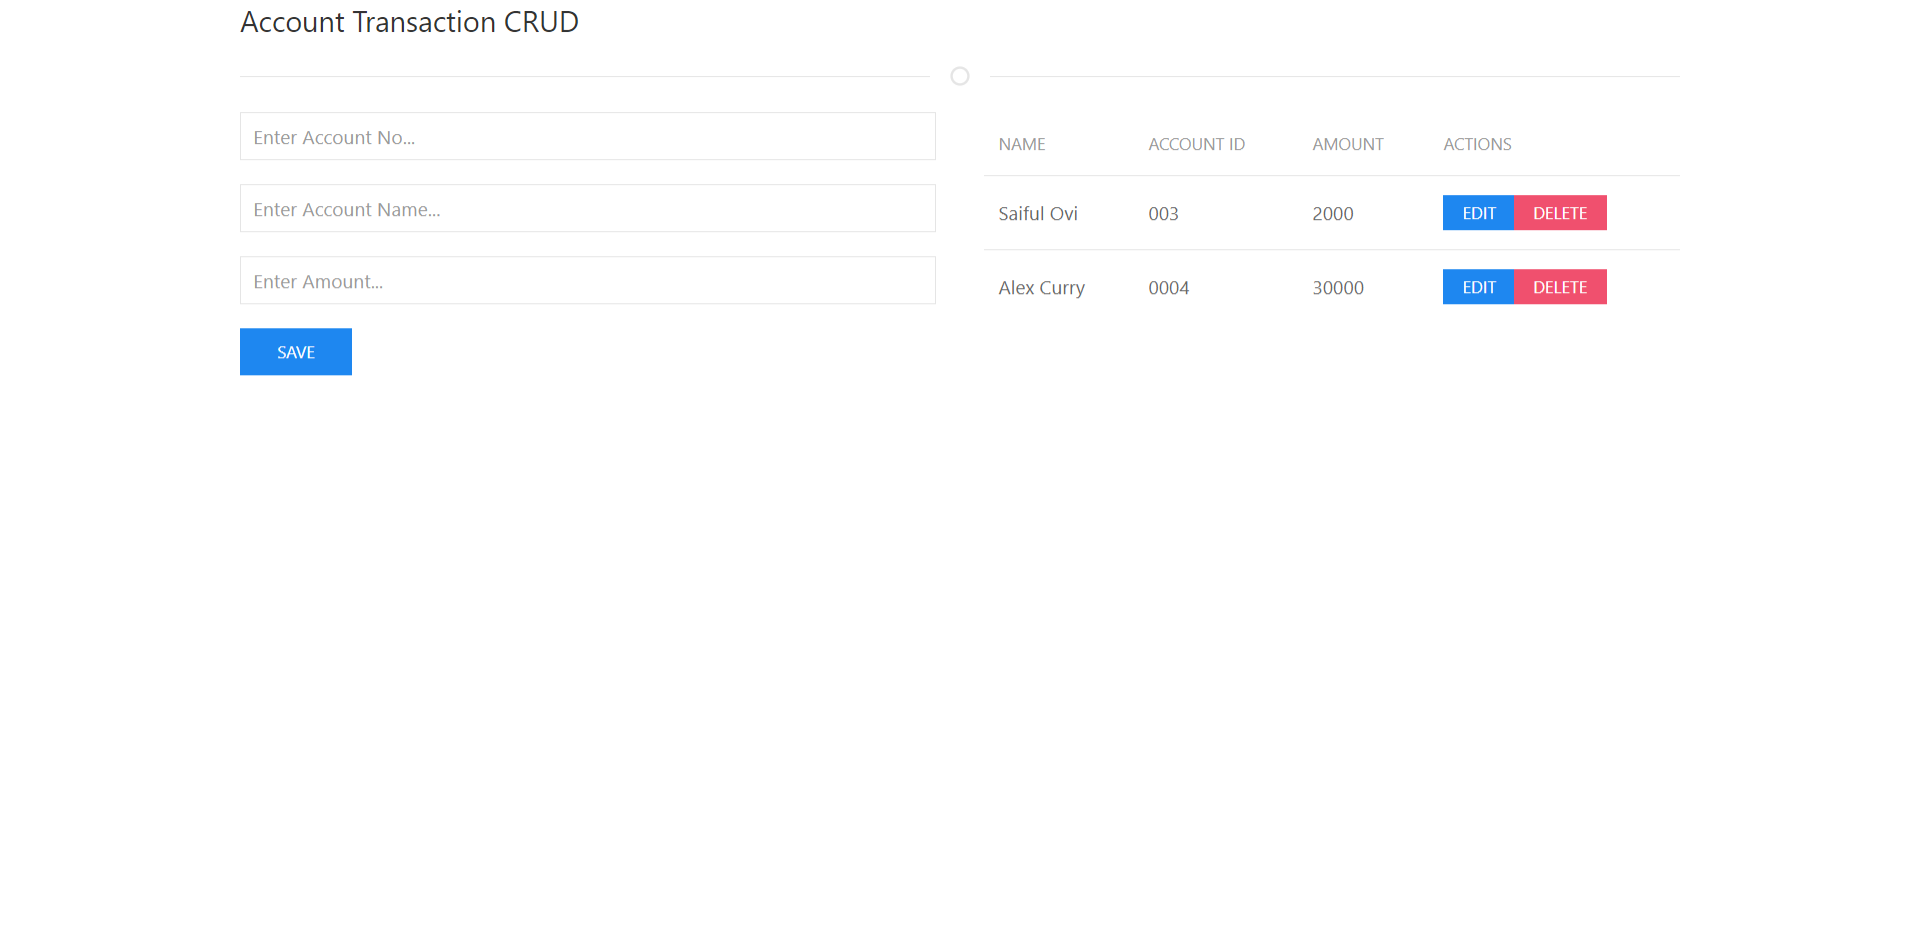 Account Transaction CRUD
Enter Account No...
Enter Account Name...
Enter Amount...
SAVE
NAME ACCOUNT ID AMOUNT ACTIONS
Saiful Ovi 003 2000 EDIT DELETE
Alex Curry 0004 30000 EDIT DELETE